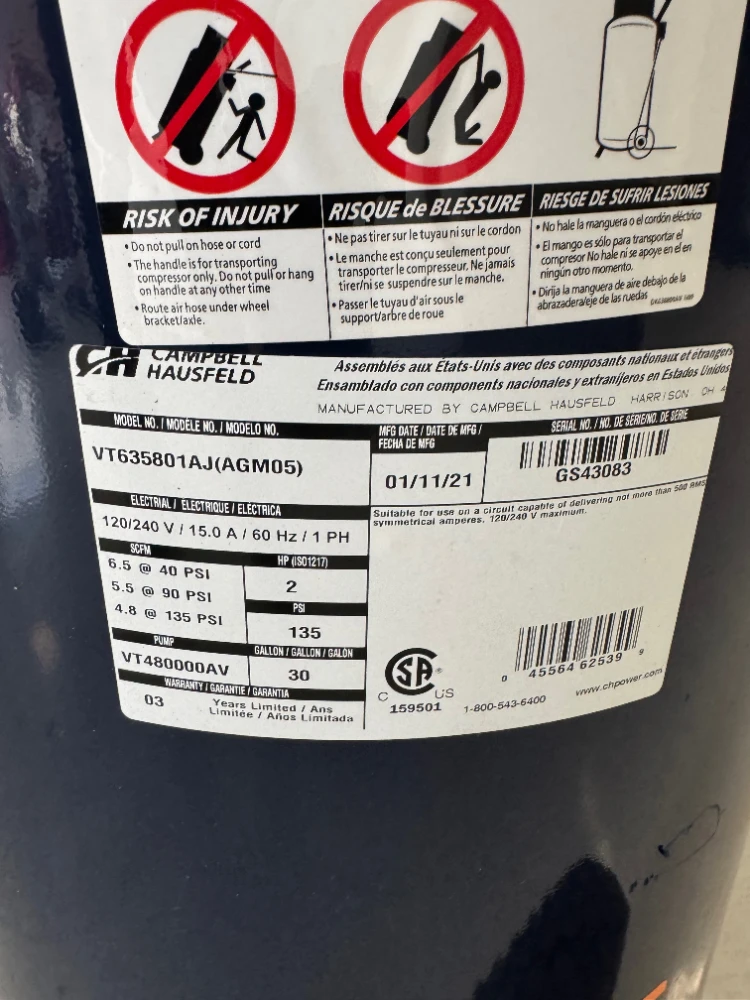 RISK OF INJURY
• Do not pull on hose or cord
• The handle is for transporting
compressor only. Do not pull or hang
on handle at any other time
• Route air hose under wheel
bracket/axle.
RISQUE de BLESSURE
• Ne pas tirer sur le tuyau ni sur le cordon
• Le manche est conçu seulement pour
transporter le compresseur. Ne jamais
tirer/ni se suspendre sur le manche.
• Passer le tuyau d'air sous le
support/arbre de roue
RIESGE DE SUFRIR LESIONES
• No hale la manguera o el cordón eléctrico
• El mango es sólo para transportar el
compresor No hale ni se apoye en el en
ningún otro momento.
• Dirija la manguera de aire debajo de la
abrazadera/eje de las ruedas
CH CAMPBELL
HAUSFELD
Assemblés aux États-Unis avec des composants nationaux et étrangers
Ensamblado con components nacionales y extranjeros en Estados Unidos
MANUFACTURED BY CAMPBELL HAUSFELD HARRISON OH 4
MODEL NO. / MODÈLE NO. / MODELO NO.
VT635801AJ(AGM05)
MFG DATE / DATE DE MFG /
FECHA DE MFG
01/11/21
SERIAL NO. / NO. DE SERIE/NO. DE SERIE
GS43083
ELECTRIAL / ELECTRIQUE / ELÉCTRICA
120/240 V / 15.0 A / 60 Hz / 1 PH
Suitable for use on a circuit capable of delivering not more than 500 RMS
symmetrical amperes. 120/240 V maximum.
SCFM
6.5 @ 40 PSI
5.5 @ 90 PSI
4.8 @ 135 PSI
HP (ISO1217)
2
PSI
135
PUMP
VT480000AV
GALLON / GALLON / GALÓN
30
WARRANTY / GARANTIE / GARANTIA
03 Years Limited / Ans
Limitée / Años Limitada
SA
C US
159501
1-800-543-6400
0 45564 62539 9
www.chpower.com